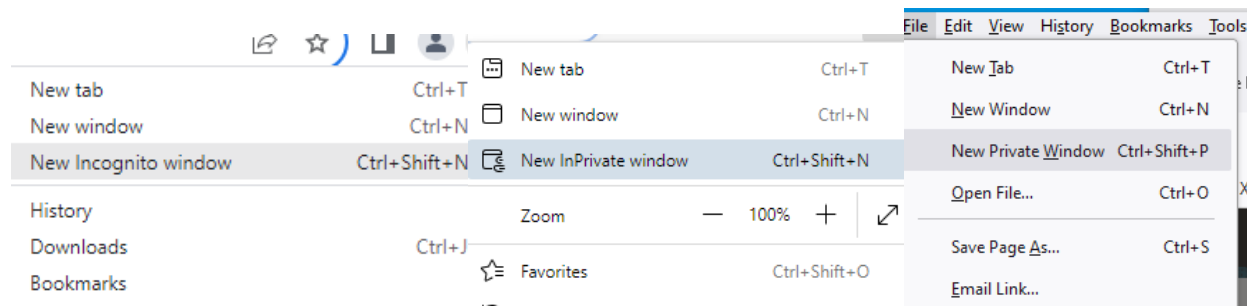 New tab Ctrl+T
New window Ctrl+N
New Incognito window Ctrl+Shift+N
History
Downloads Ctrl+J
Bookmarks
New tab Ctrl+T
New window Ctrl+N
New InPrivate window Ctrl+Shift+N
Zoom — 100% +
Favorites Ctrl+Shift+O
File Edit View History Bookmarks Tools
New Tab Ctrl+T
New Window Ctrl+N
New Private Window Ctrl+Shift+P
Open File... Ctrl+O
Save Page As... Ctrl+S
Email Link...